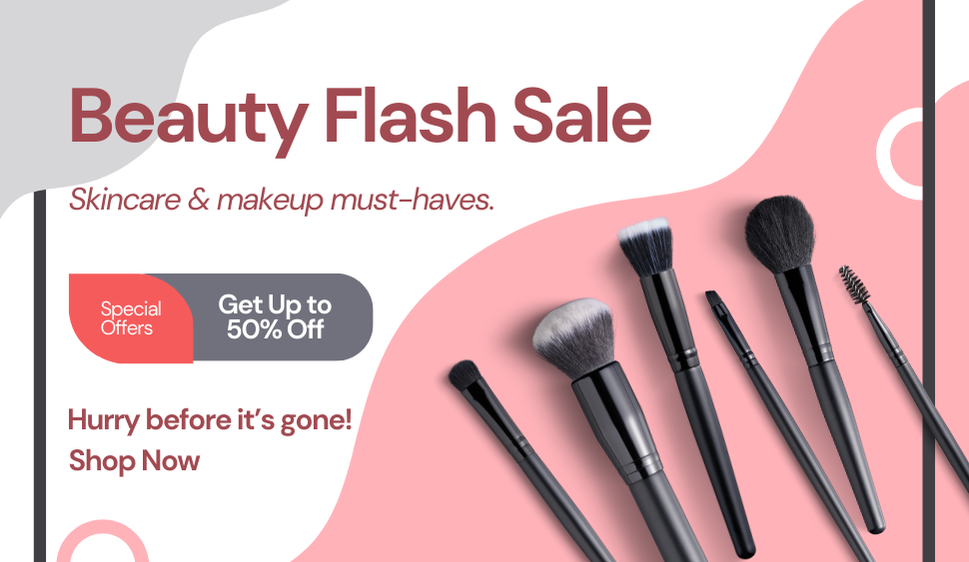 Beauty Flash Sale
Skincare & makeup must-haves.
Special
Offers
Get Up to
50% Off
Hurry before it’s gone!
Shop Now